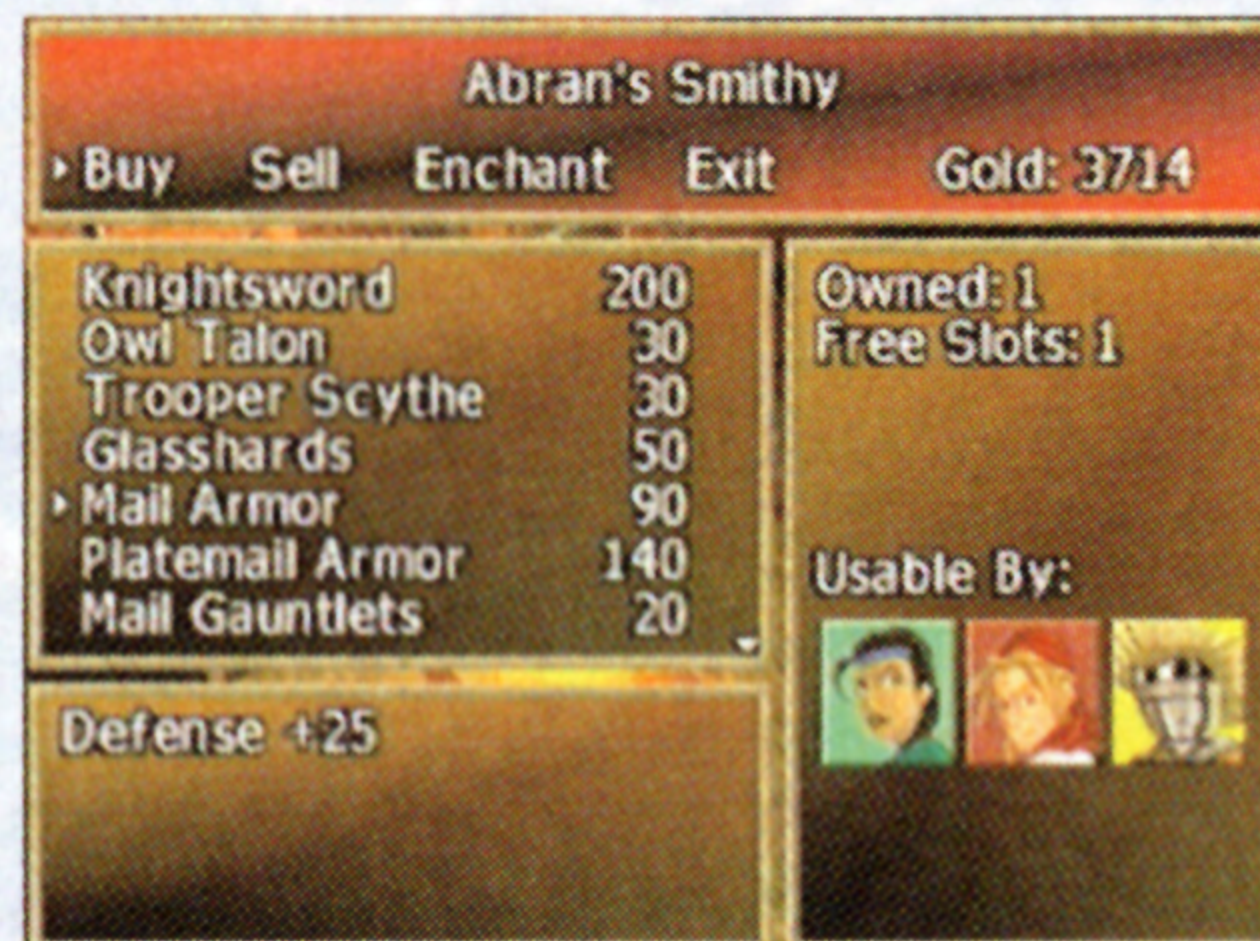 Abran's Smithy
Buy Sell Enchant Exit Gold: 3714
Knightsword 200
Owl Talon 30
Trooper Scythe 30
Glasshards 50
Mail Armor 90
Platemail Armor 140
Mail Gauntlets 20
Defense +25
Owned: 1
Free Slots: 1
Usable By: